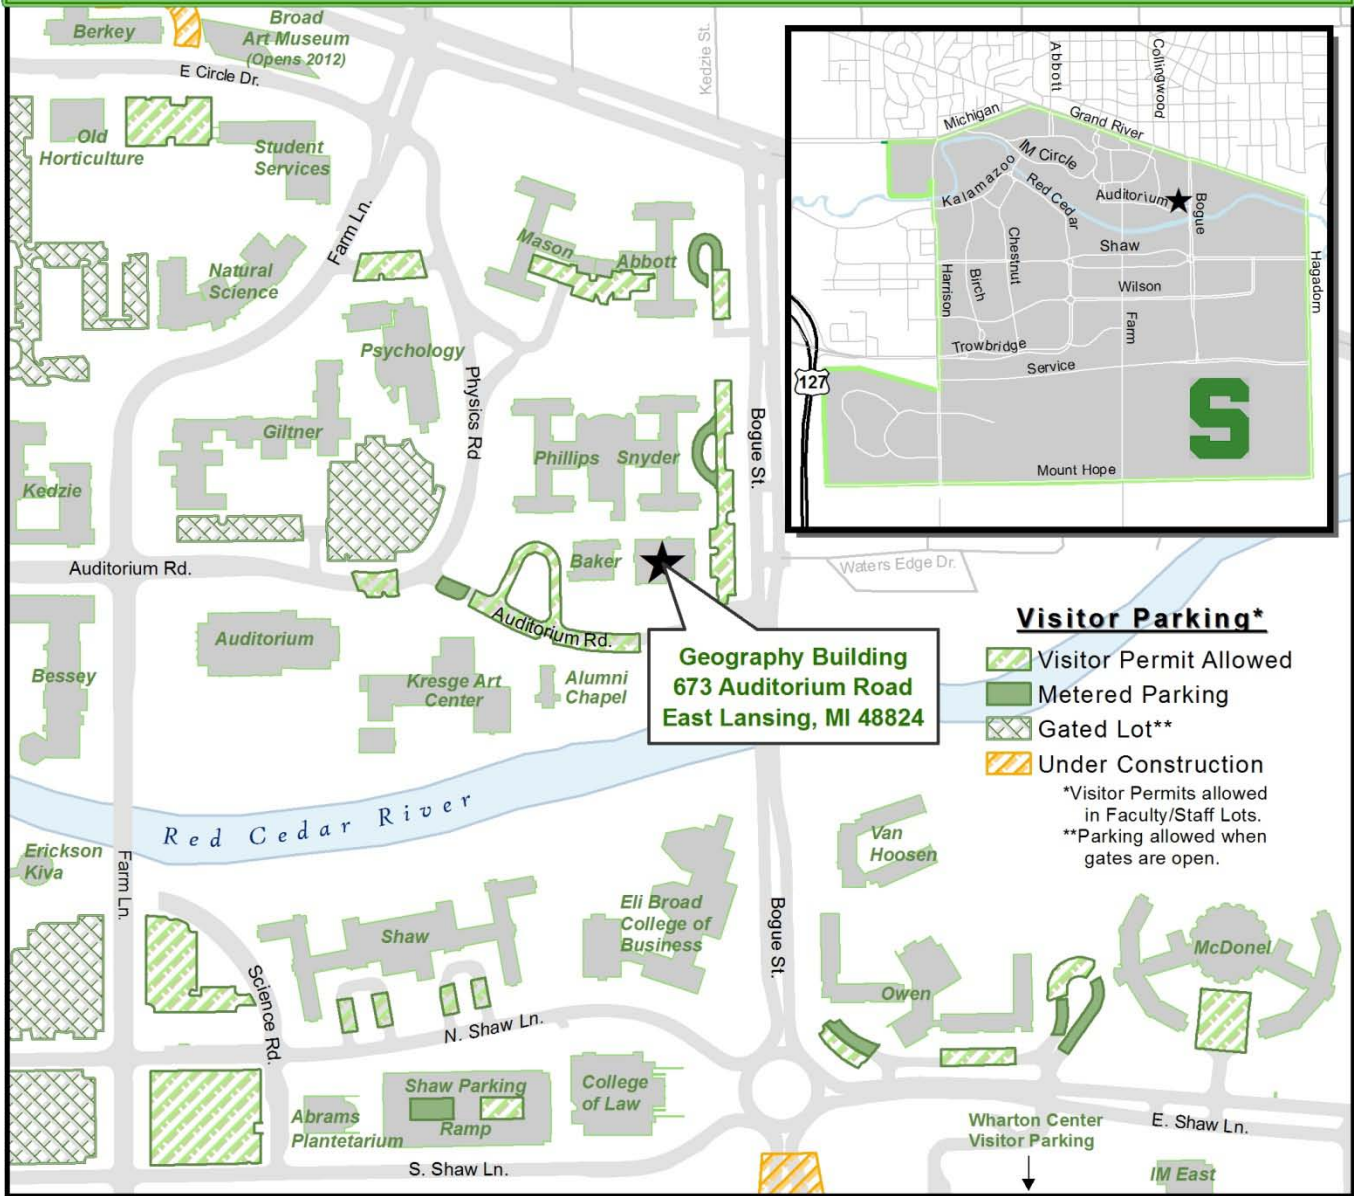 Berkey
Broad
Art Museum
(Opens 2012)
E Circle Dr.
Kedzie St.
Old
Horticulture
Student
Services
Farm Ln.
Natural
Science
Mason
Abbott
Psychology
Physics Rd
Giltner
Phillips
Snyder
Bogue St.
Kedzie
Baker
Auditorium Rd.
Waters Edge Dr.
Auditorium
Auditorium Rd.
Bessey
Kresge Art
Center
Alumni
Chapel
Geography Building
673 Auditorium Road
East Lansing, MI 48824
Red Cedar River
Erickson
Kiva
Farm Ln.
Van
Hoosen
Eli Broad
College of
Business
Bogue St.
Shaw
McDonel
Owen
Science Rd.
N. Shaw Ln.
Shaw Parking
Ramp
College
of Law
Abrams
Plantetarium
Wharton Center
Visitor Parking
E. Shaw Ln.
S. Shaw Ln.
IM East
Abbott
Collingwood
Michigan
Grand River
IM Circle
Kalamazoo
Red Cedar
Auditorium
Bogue
Shaw
Chestnut
Harrison
Birch
Wilson
Hagadorn
Farm
Trowbridge
Service
127
S
Mount Hope
Visitor Parking*
Visitor Permit Allowed
Metered Parking
Gated Lot**
Under Construction
*Visitor Permits allowed
in Faculty/Staff Lots.
**Parking allowed when
gates are open.